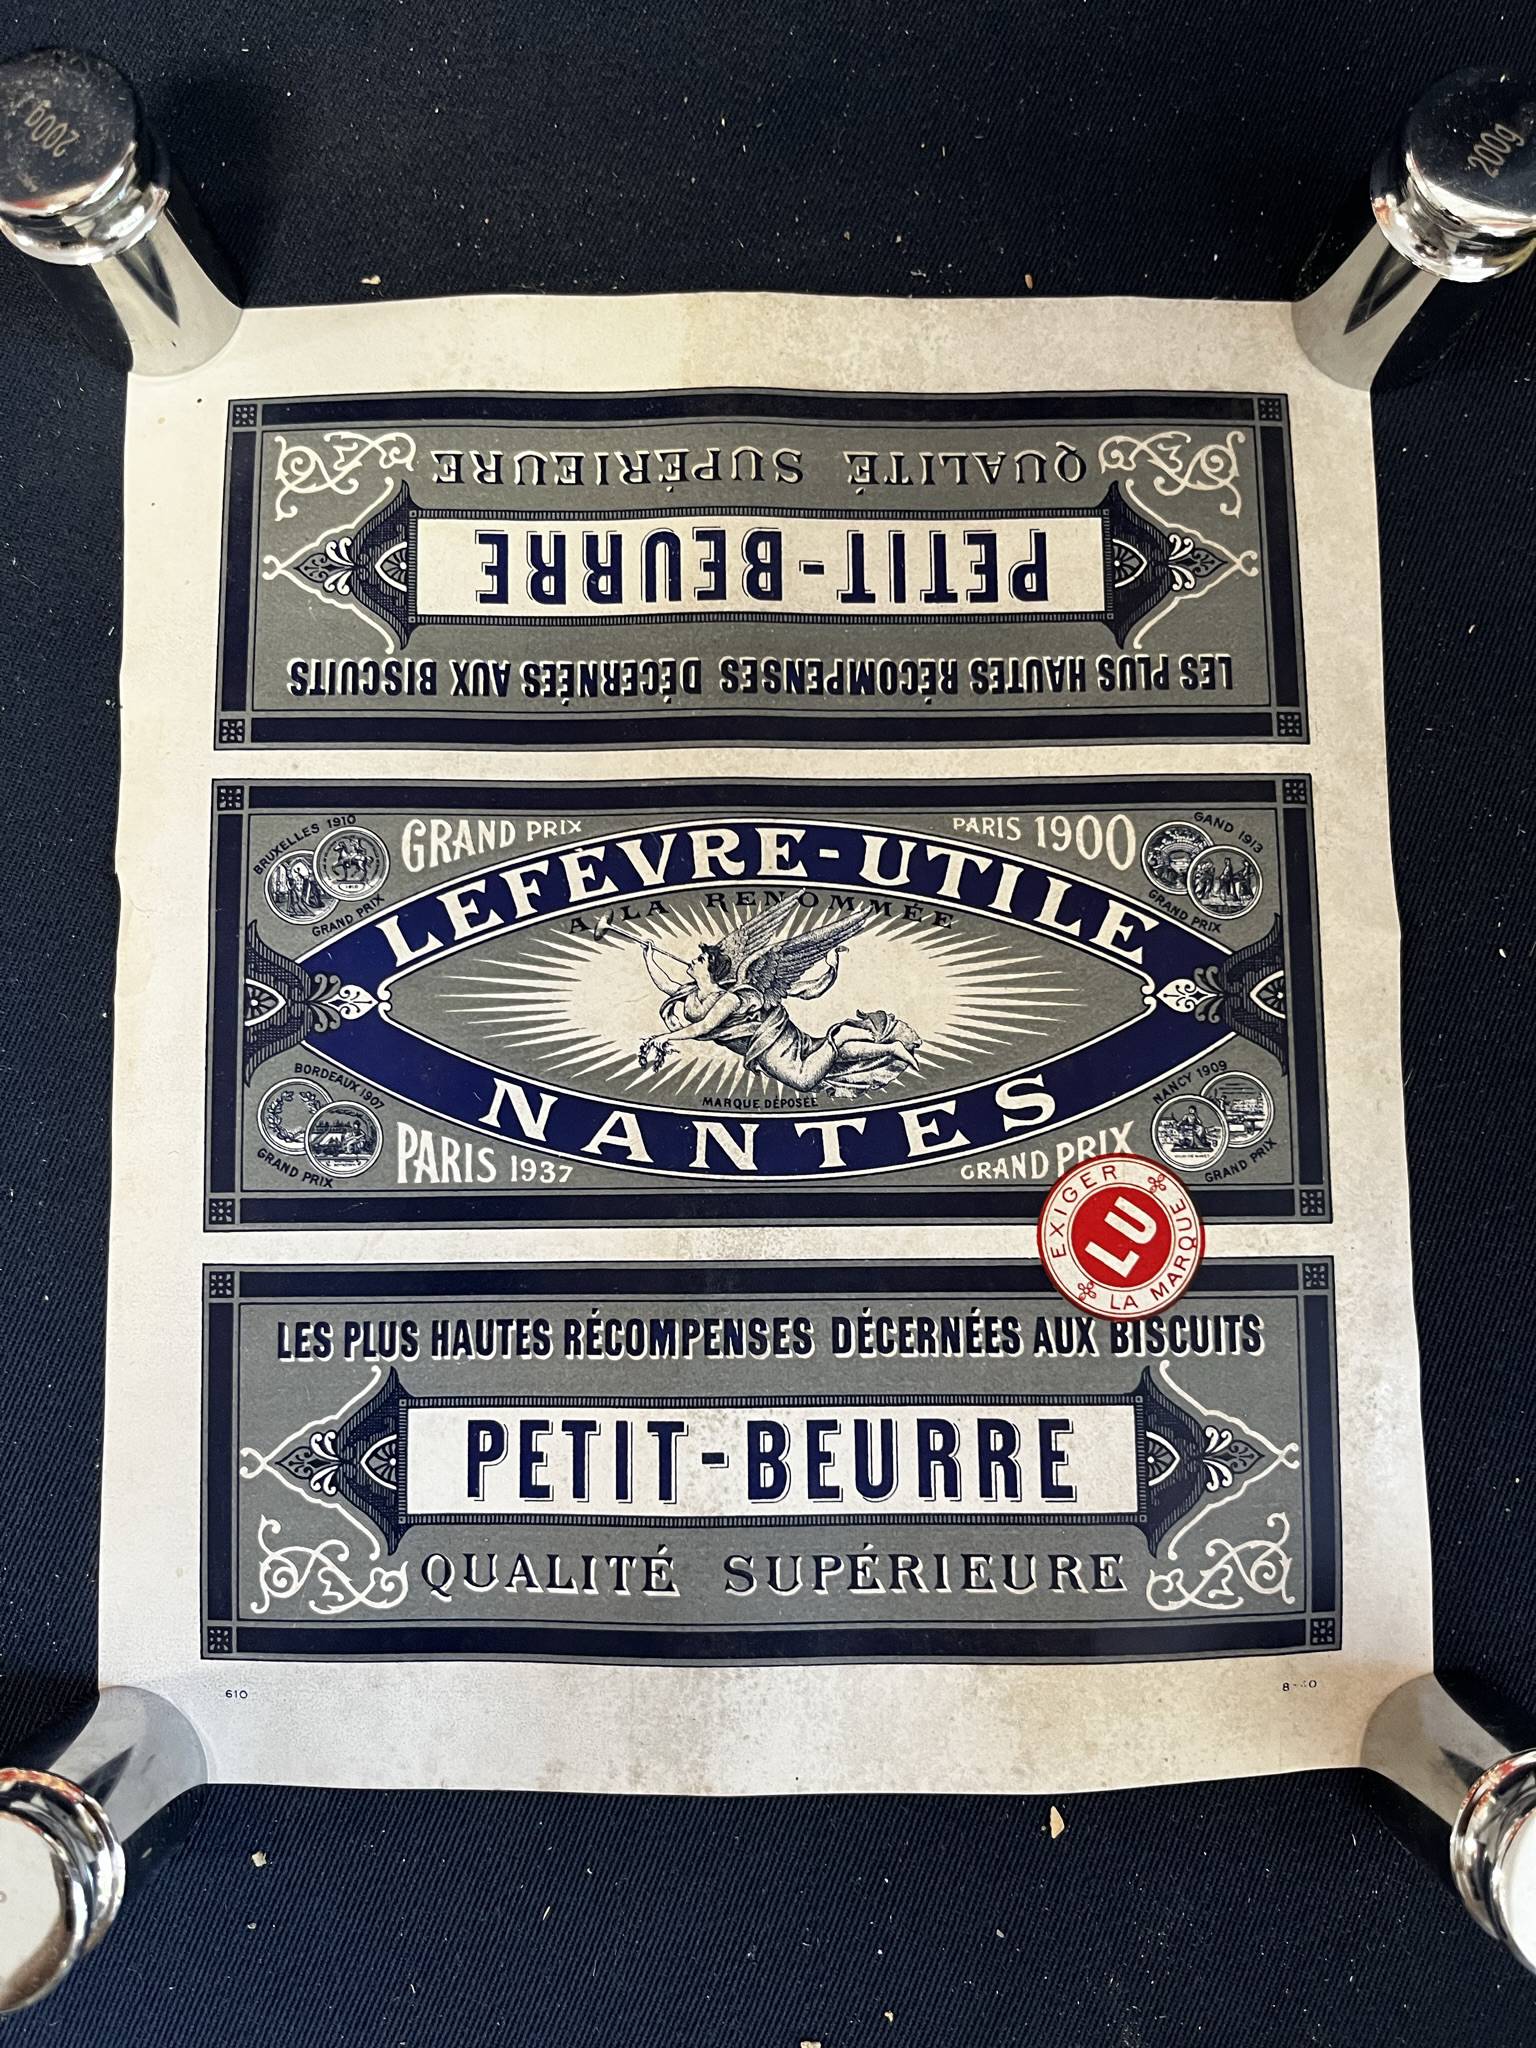 200g
200g
QUALITÉ SUPÉRIEURE
PETIT-BEURRE
LES PLUS HAUTES RÉCOMPENSES DÉCERNÉES AUX BISCUITS
BRUXELLES 1910
GRAND PRIX
GRAND PRIX
PARIS 1900
GAND 1913
GRAND PRIX
LEFÈVRE-UTILE
A LA RENOMMÉE
MARQUE DÉPOSÉE
NANTES
BORDEAUX 1907
GRAND PRIX
PARIS 1937
GRAND PRIX
NANCY 1909
GRAND PRIX
EXIGER
LU
LA MARQUE
LES PLUS HAUTES RÉCOMPENSES DÉCERNÉES AUX BISCUITS
PETIT-BEURRE
QUALITÉ SUPÉRIEURE
610